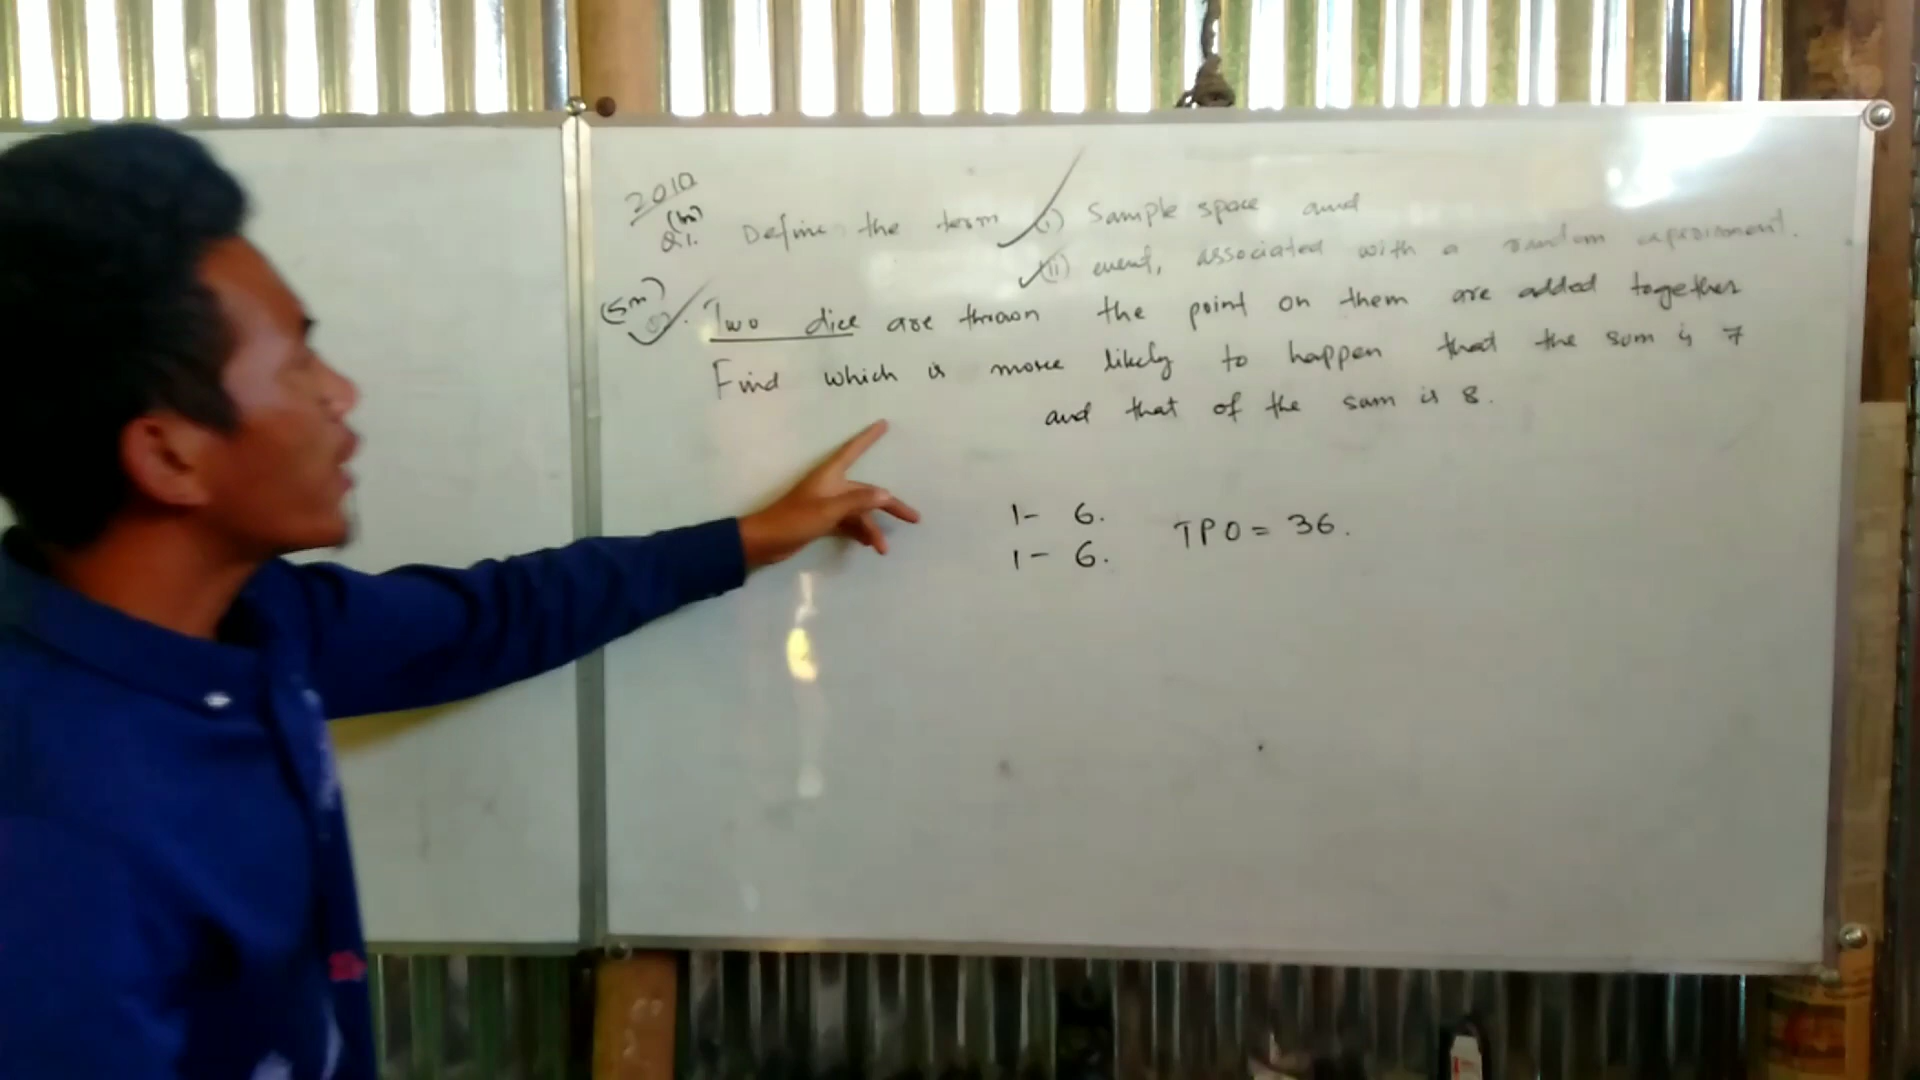 2010
(m)
Q1. Define the term (i) Sample space and
(ii) event, associated with a random
(5m)
Two dice are thrown the point on them are added together
Find which is more likely to happen that the sum is 7
and that of the sum is 8.
1- 6.
1- 6.
TPO = 36.